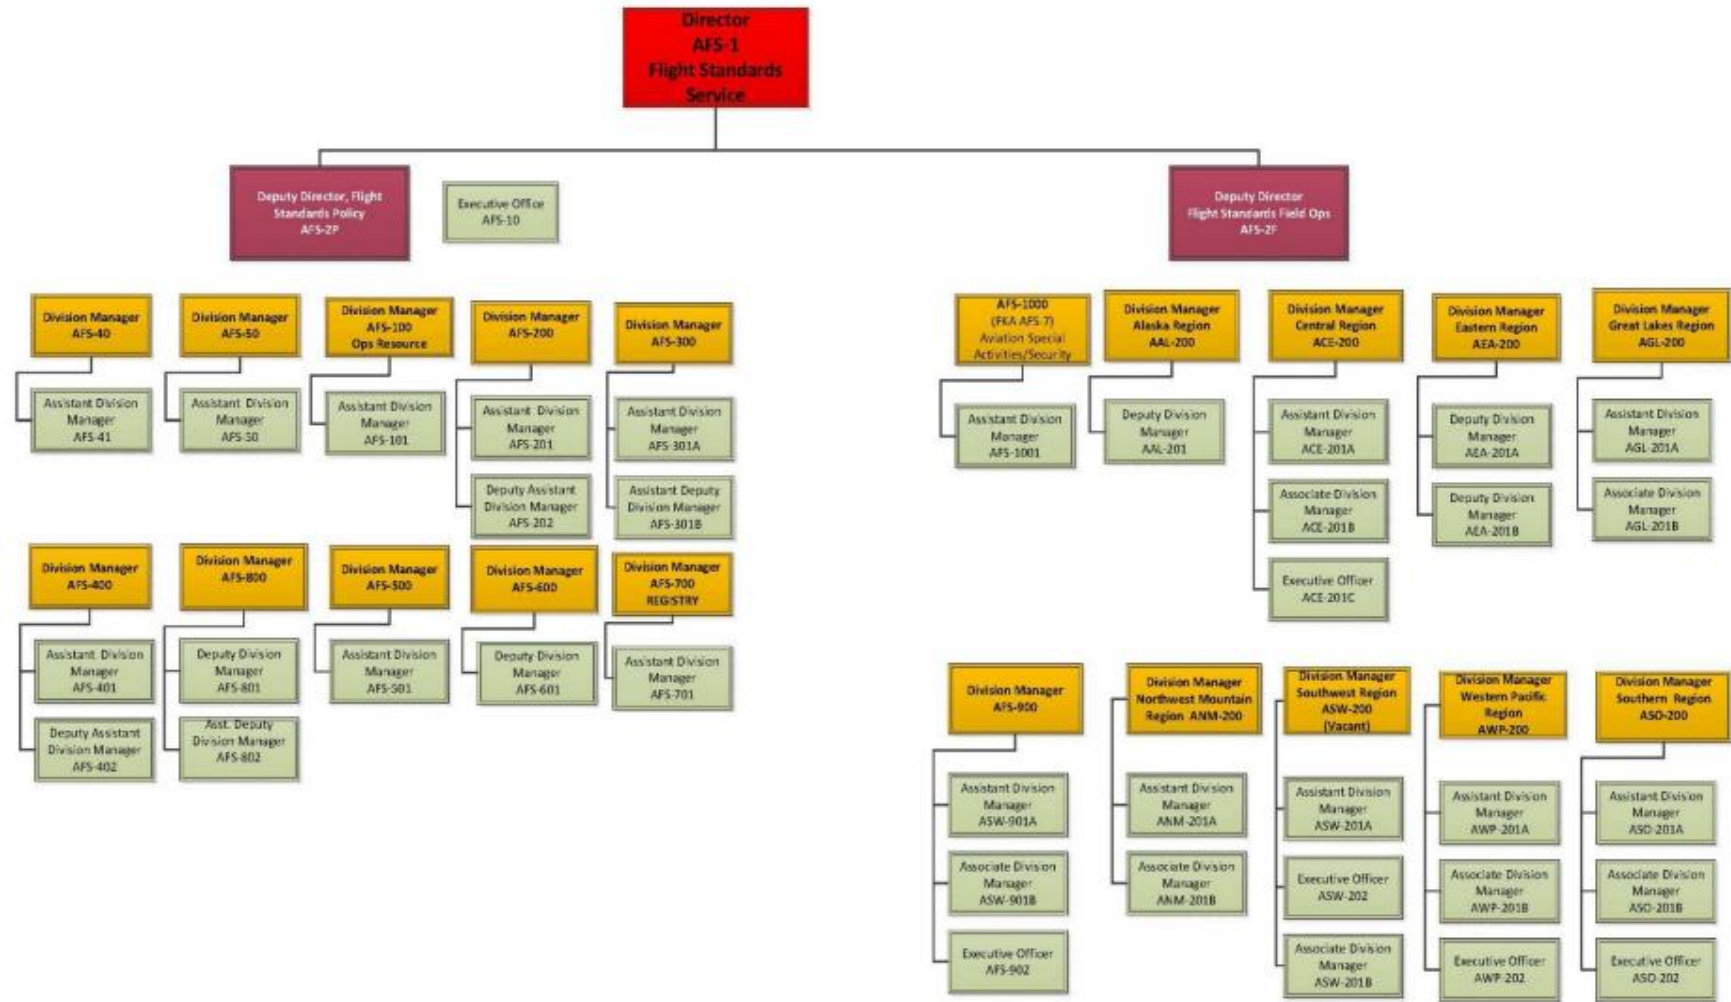 Director
AFS-1
Flight Standards
Service
Deputy Director, Flight
Standards Policy
AFS-2P
Executive Office
AFS-10
Deputy Director
Flight Standards Field Ops
AFS-2F
Division Manager
AFS-40
Assistant Division
Manager
AFS-41
Division Manager
AFS-50
Assistant Division
Manager
AFS-50
Division Manager
AFS-100
Ops Resource
Assistant Division
Manager
AFS-101
Division Manager
AFS-200
Assistant Division
Manager
AFS-201
Deputy Assistant
Division Manager
AFS-202
Division Manager
AFS-300
Assistant Division
Manager
AFS-301A
Assistant Deputy
Division Manager
AFS-301B
Division Manager
AFS-400
Assistant Division
Manager
AFS-401
Deputy Assistant
Division Manager
AFS-402
Division Manager
AFS-800
Deputy Division
Manager
AFS-801
Asst. Deputy
Division Manager
AFS-802
Division Manager
AFS-500
Assistant Division
Manager
AFS-501
Division Manager
AFS-600
Deputy Division
Manager
AFS-601
Division Manager
AFS-700
REGISTRY
Assistant Division
Manager
AFS-701
AFS-1000
(FKA AFS-7)
Aviation Special
Activities/Security
Assistant Division
Manager
AFS-1001
Division Manager
Alaska Region
AAL-200
Deputy Division
Manager
AAL-201
Division Manager
Central Region
ACE-200
Assistant Division
Manager
ACE-201A
Associate Division
Manager
ACE-201B
Executive Officer
ACE-201C
Division Manager
Eastern Region
AEA-200
Deputy Division
Manager
AEA-201A
Deputy Division
Manager
AEA-201B
Division Manager
Great Lakes Region
AGL-200
Assistant Division
Manager
AGL-201A
Associate Division
Manager
AGL-201B
Division Manager
AFS-900
Assistant Division
Manager
ASW-901A
Associate Division
Manager
ASW-901B
Executive Officer
AFS-902
Division Manager
Northwest Mountain
Region ANM-200
Assistant Division
Manager
ANM-201A
Associate Division
Manager
ANM-201B
Division Manager
Southwest Region
ASW-200
(Vacant)
Assistant Division
Manager
ASW-201A
Executive Officer
ASW-202
Associate Division
Manager
ASW-201B
Division Manager
Western Pacific
Region
AWP-200
Assistant Division
Manager
AWP-201A
Associate Division
Manager
AWP-201B
Executive Officer
AWP-202
Division Manager
Southern Region
ASO-200
Assistant Division
Manager
ASO-201A
Associate Division
Manager
ASO-201B
Executive Officer
ASO-202